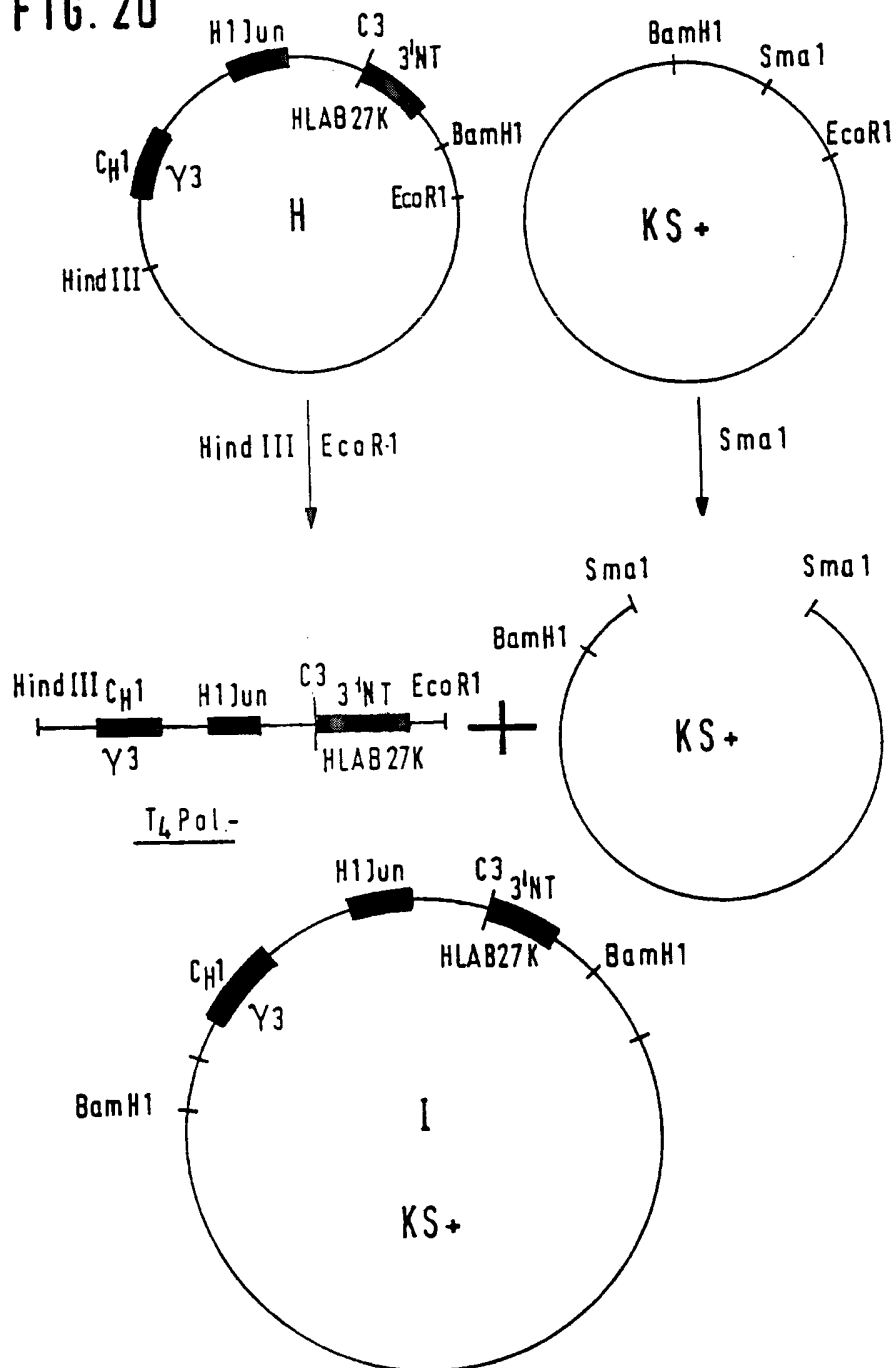 FIG. 20
H1Jun
C3
3'NT
HLAB27K
BamH1
CH1
γ3
EcoR1
H
HindIII
BamH1
Sma1
EcoR1
KS+
Hind III EcoR-1
Sma1
Sma1 Sma1
BamH1
HindIII CH1 H1Jun C3 3'NT EcoR1
γ3 HLAB27K
+
KS+
T4 Pol.-
H1Jun
C3
3'NT
HLAB27K
BamH1
CH1
γ3
BamH1
I
KS+